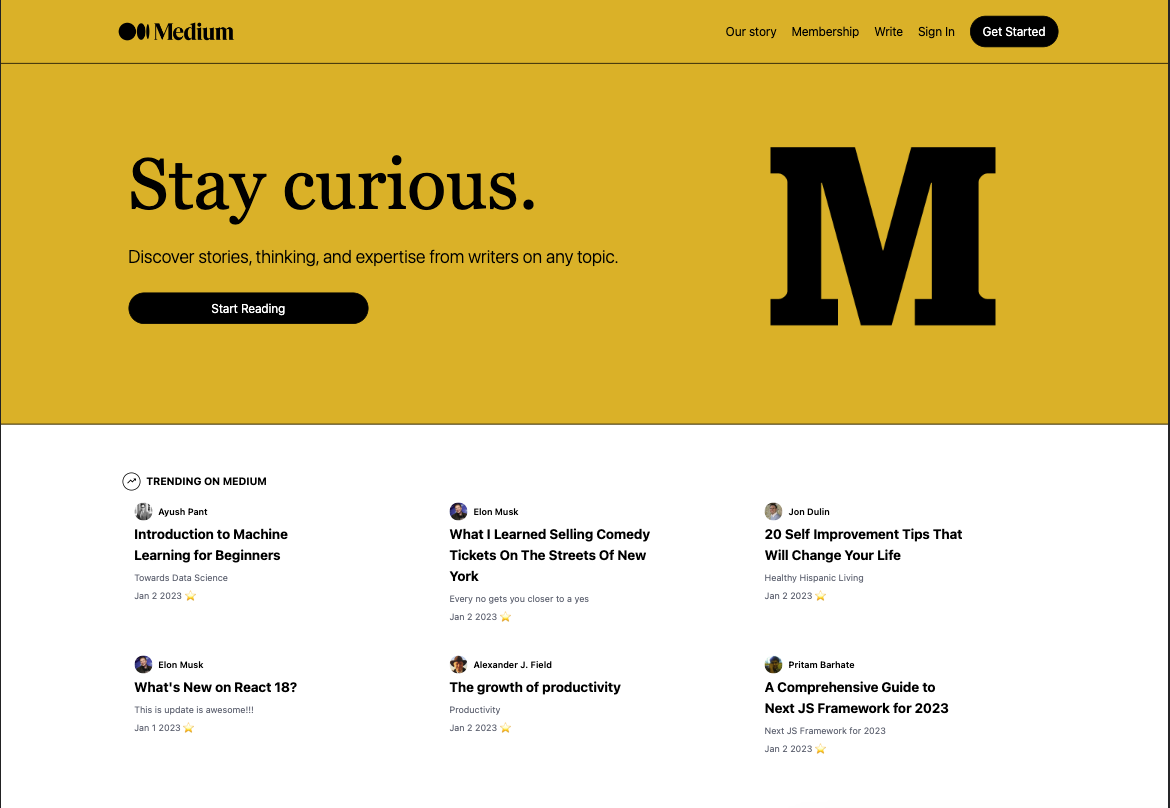 Medium
Our story Membership Write Sign In Get Started
Stay curious.
M
Discover stories, thinking, and expertise from writers on any topic.
Start Reading
TRENDING ON MEDIUM
Ayush Pant
Introduction to Machine
Learning for Beginners
Towards Data Science
Jan 2 2023
Elon Musk
What I Learned Selling Comedy
Tickets On The Streets Of New
York
Every no gets you closer to a yes
Jan 2 2023
Jon Dulin
20 Self Improvement Tips That
Will Change Your Life
Healthy Hispanic Living
Jan 2 2023
Elon Musk
What's New on React 18?
This is update is awesome!!!
Jan 1 2023
Alexander J. Field
The growth of productivity
Productivity
Jan 2 2023
Pritam Barhate
A Comprehensive Guide to
Next JS Framework for 2023
Next JS Framework for 2023
Jan 2 2023